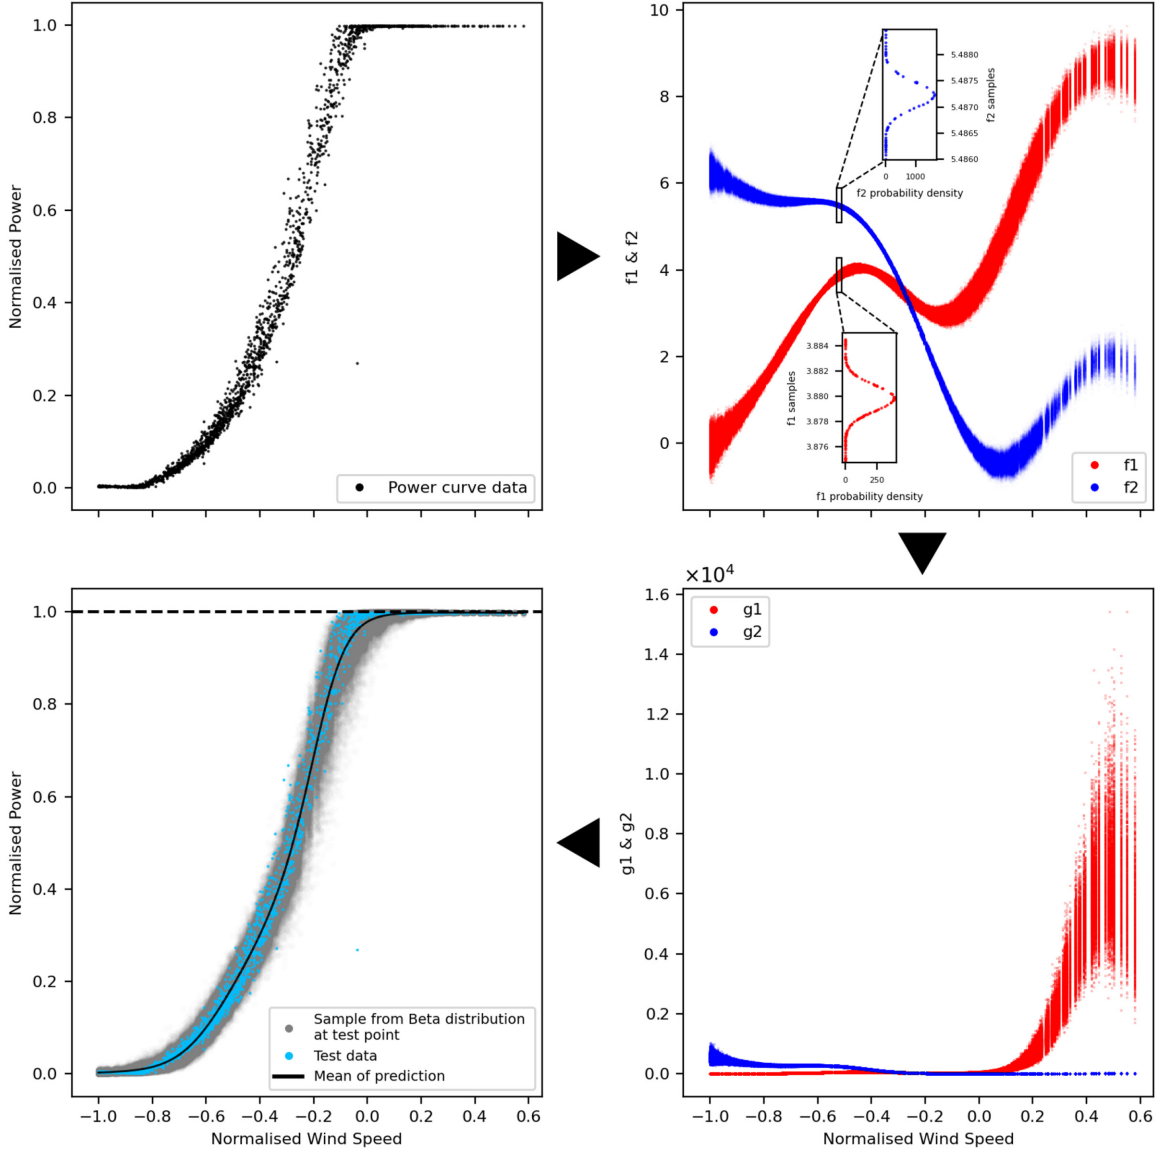 1.0
0.8
0.6
0.4
0.2
0.0
Normalised Power
Power curve data
10
8
6
4
2
0
f1 & f2
5.4880
5.4875
5.4870
5.4865
5.4860
f2 samples
0 1000
f2 probability density
3.884
3.882
3.880
3.878
3.876
f1 samples
0 250
f1 probability density
f1
f2
1.0
0.8
0.6
0.4
0.2
0.0
Normalised Power
Sample from Beta distribution
at test point
Test data
Mean of prediction
−1.0 −0.8 −0.6 −0.4 −0.2 0.0 0.2 0.4 0.6
Normalised Wind Speed
×10⁴
1.6
1.4
1.2
1.0
0.8
0.6
0.4
0.2
0.0
g1 & g2
g1
g2
−1.0 −0.8 −0.6 −0.4 −0.2 0.0 0.2 0.4 0.6
Normalised Wind Speed